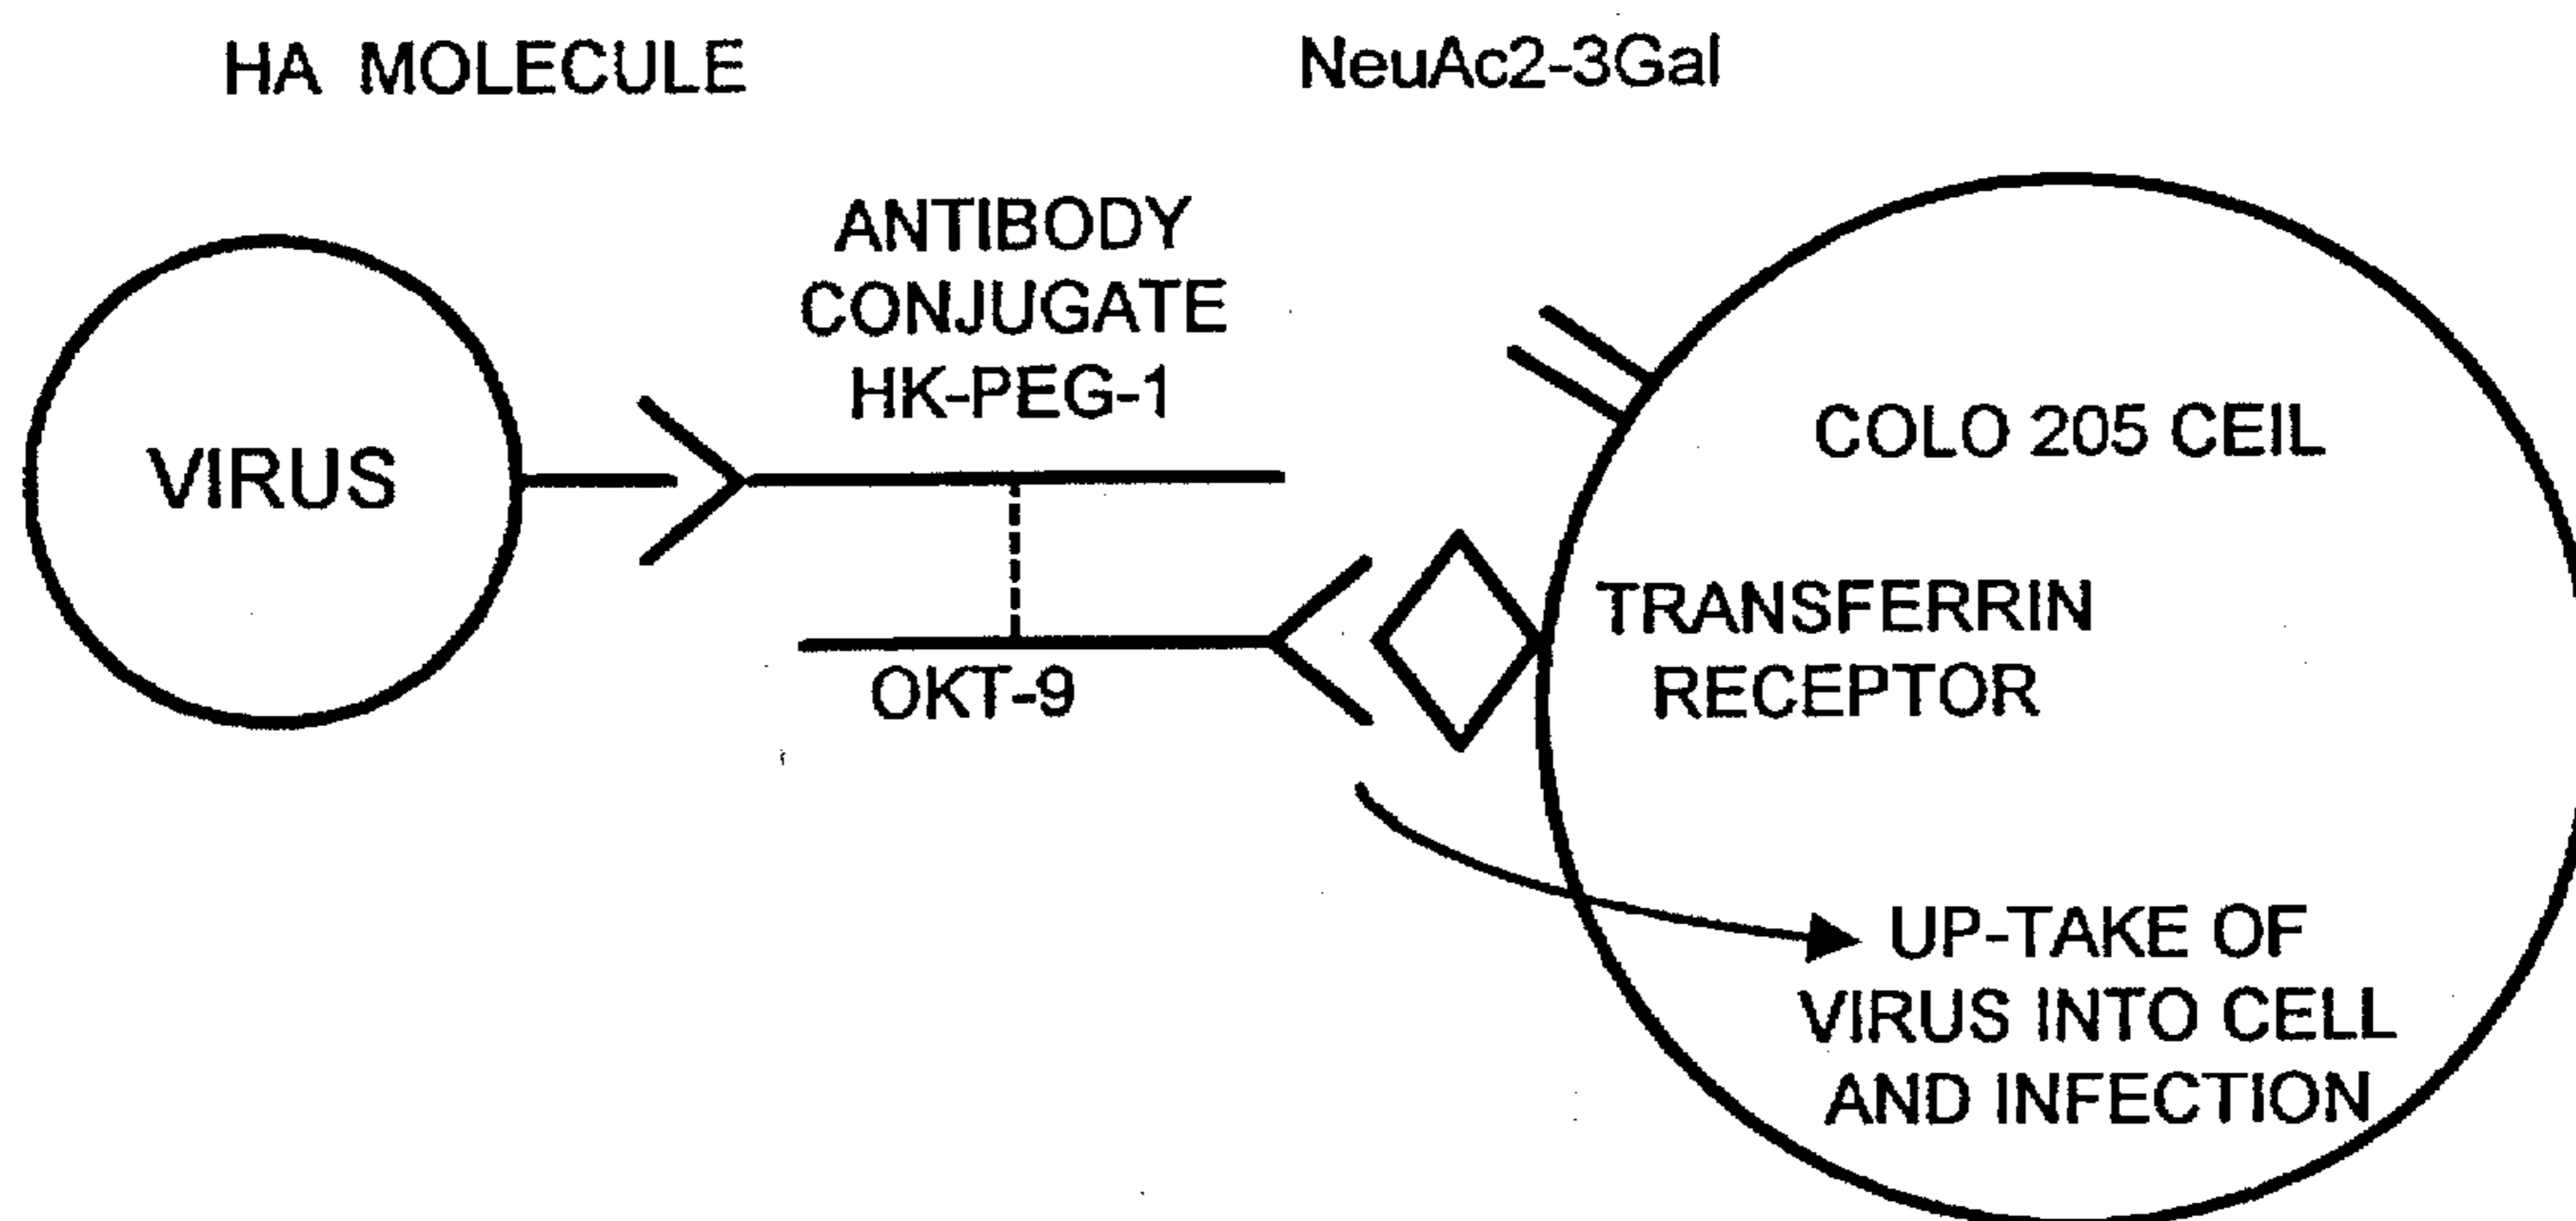 HA MOLECULE
NeuAc2-3Gal
ANTIBODY
CONJUGATE
HK-PEG-1
VIRUS
COLO 205 CEIL
OKT-9
TRANSFERRIN
RECEPTOR
UP-TAKE OF
VIRUS INTO CELL
AND INFECTION